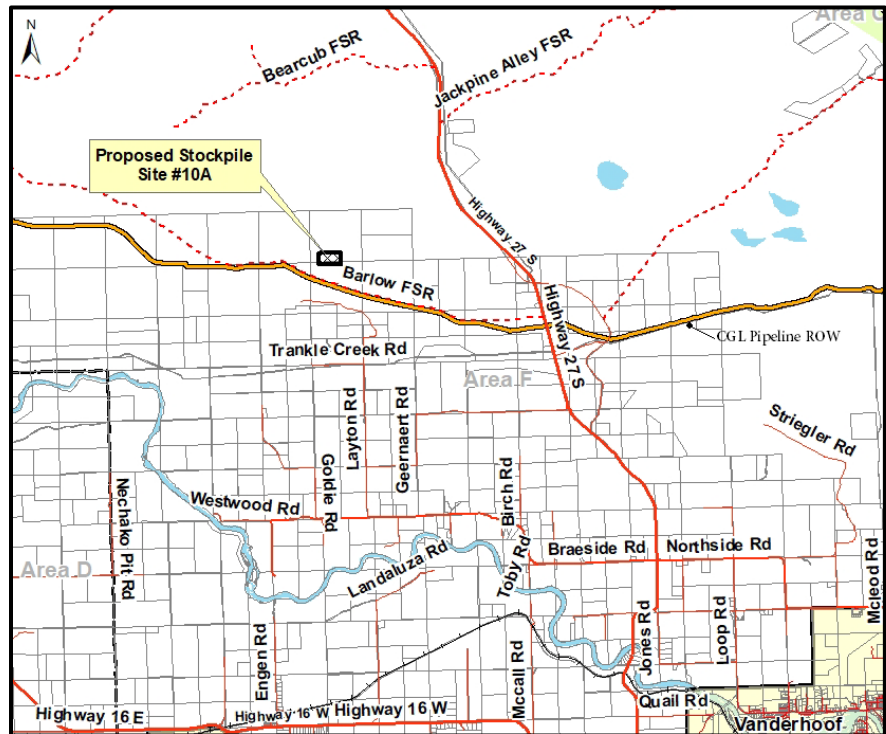 N
Area
Bearcub FSR
Jackpine Alley FSR
Proposed Stockpile
Site #10A
Highway 27 S
Barlow FSR
Highway 27 S
CGL Pipeline ROW
Trankle Creek Rd
Area F
Striegler Rd
Layton Rd
Geernaert Rd
Goldie Rd
Nechako Pit Rd
Westwood Rd
Birch Rd
Braeside Rd
Northside Rd
Landaluza Rd
Toby Rd
Area D
Mcleod Rd
Engen Rd
Mccall Rd
Jones Rd
Loop Rd
Quail Rd
Highway 16 E
Highway 16 W
Highway 16 W
Vanderhoof